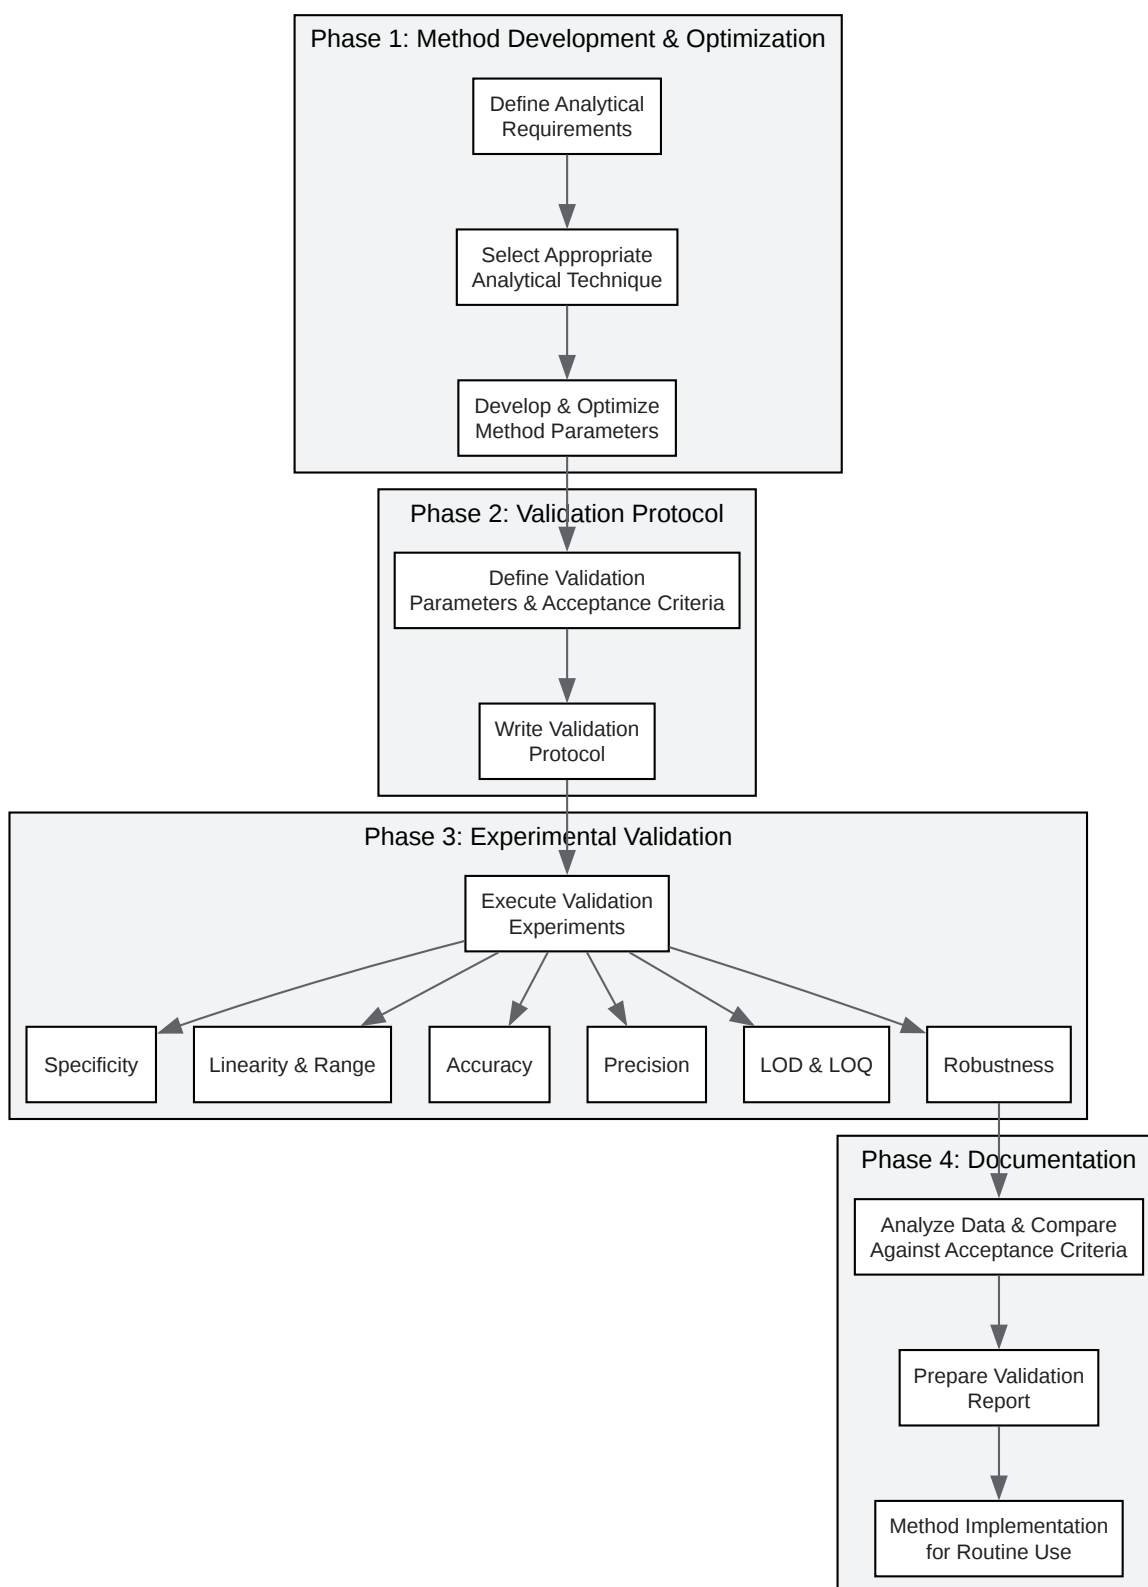 Phase 1: Method Development & Optimization
Define Analytical
Requirements
Select Appropriate
Analytical Technique
Develop & Optimize
Method Parameters
Phase 2: Validation Protocol
Define Validation
Parameters & Acceptance Criteria
Write Validation
Protocol
Phase 3: Experimental Validation
Execute Validation
Experiments
Specificity
Linearity & Range
Accuracy
Precision
LOD & LOQ
Robustness
Phase 4: Documentation
Analyze Data & Compare
Against Acceptance Criteria
Prepare Validation
Report
Method Implementation
for Routine Use